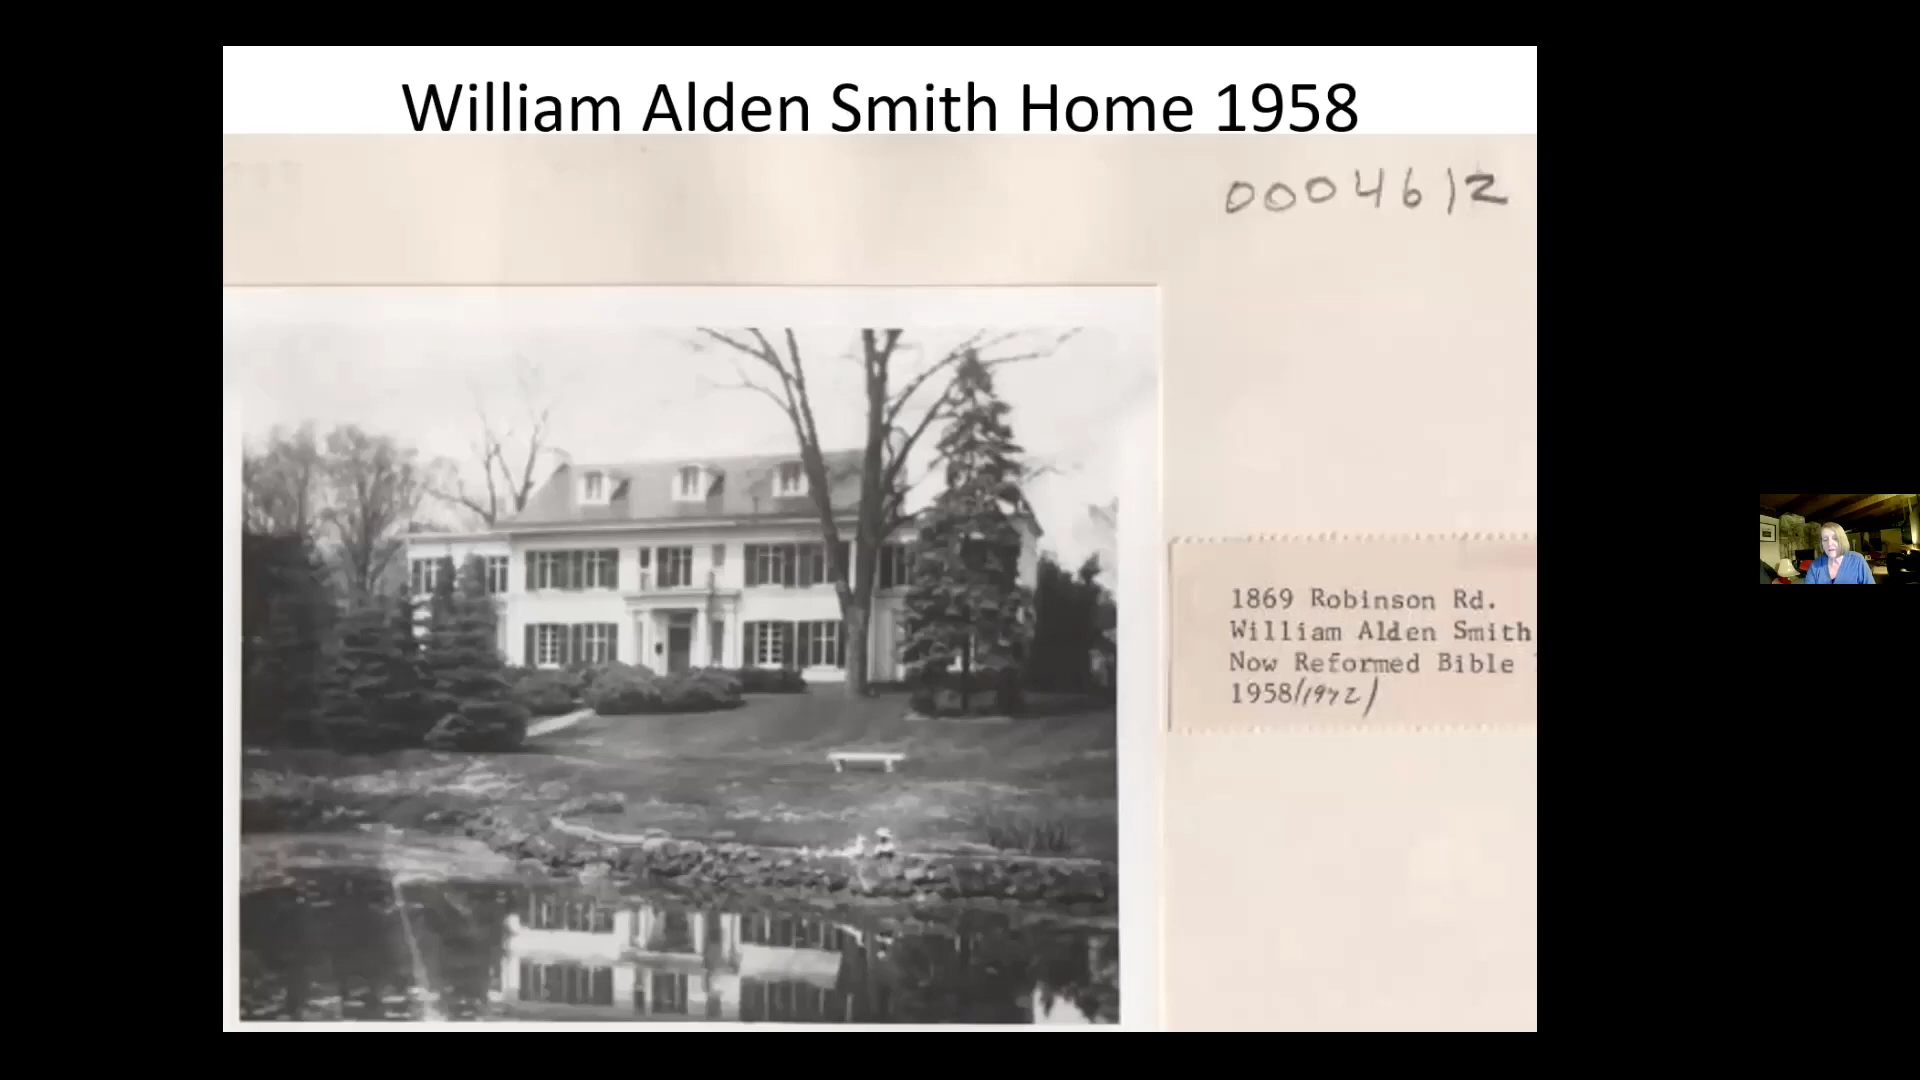 William Alden Smith Home 1958
0004612
1869 Robinson Rd.
William Alden Smith
Now Reformed Bible
1958/1972/